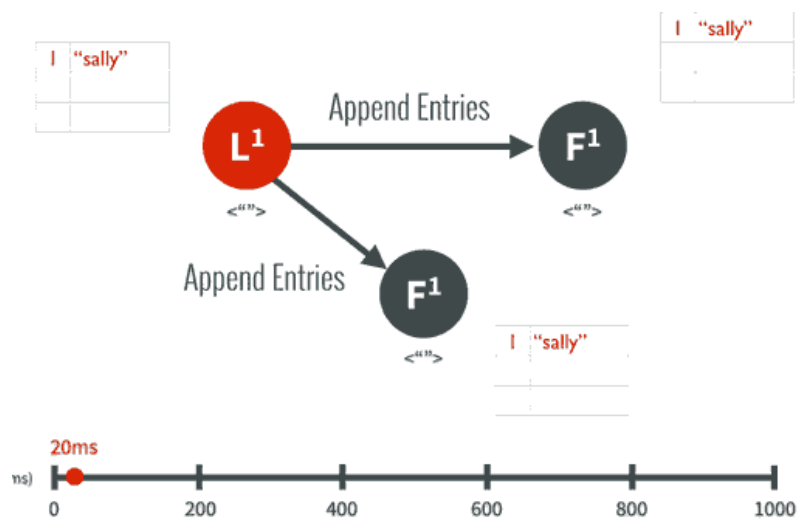 1 “sally”
1 “sally”
Append Entries
L¹
F¹
<“”>
<“”>
Append Entries
F¹
<“”>
1 “sally”
20ms
ms)
0
200
400
600
800
1000